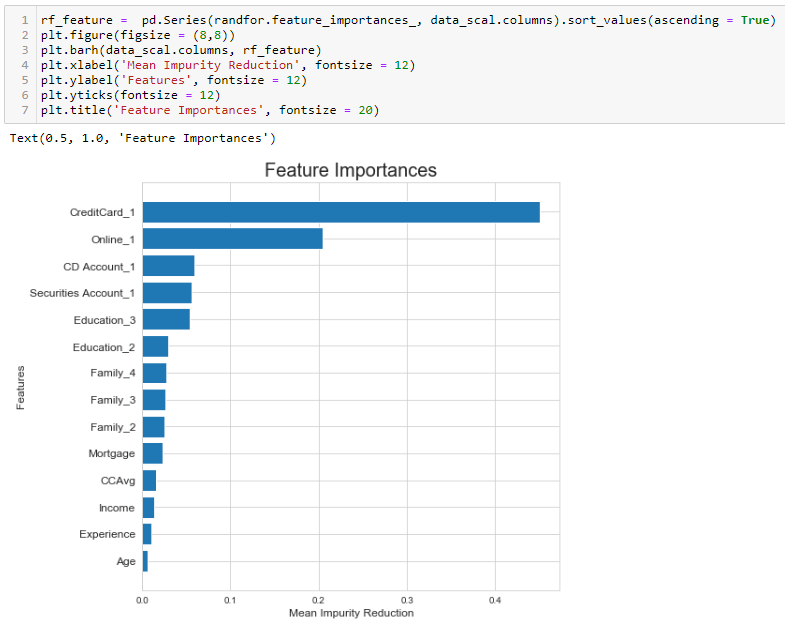 1 rf_feature =  pd.Series(randfor.feature_importances_, data_scal.columns).sort_values(ascending = True)
2 plt.figure(figsize = (8,8))
3 plt.barh(data_scal.columns, rf_feature)
4 plt.xlabel('Mean Impurity Reduction', fontsize = 12)
5 plt.ylabel('Features', fontsize = 12)
6 plt.yticks(fontsize = 12)
7 plt.title('Feature Importances', fontsize = 20)
Text(0.5, 1.0, 'Feature Importances')
Feature Importances
CreditCard_1
Online_1
CD Account_1
Securities Account_1
Education_3
Education_2
Family_4
Features
Family_3
Family_2
Mortgage
CCAvg
Income
Experience
Age
0.0 0.1 0.2 0.3 0.4
Mean Impurity Reduction